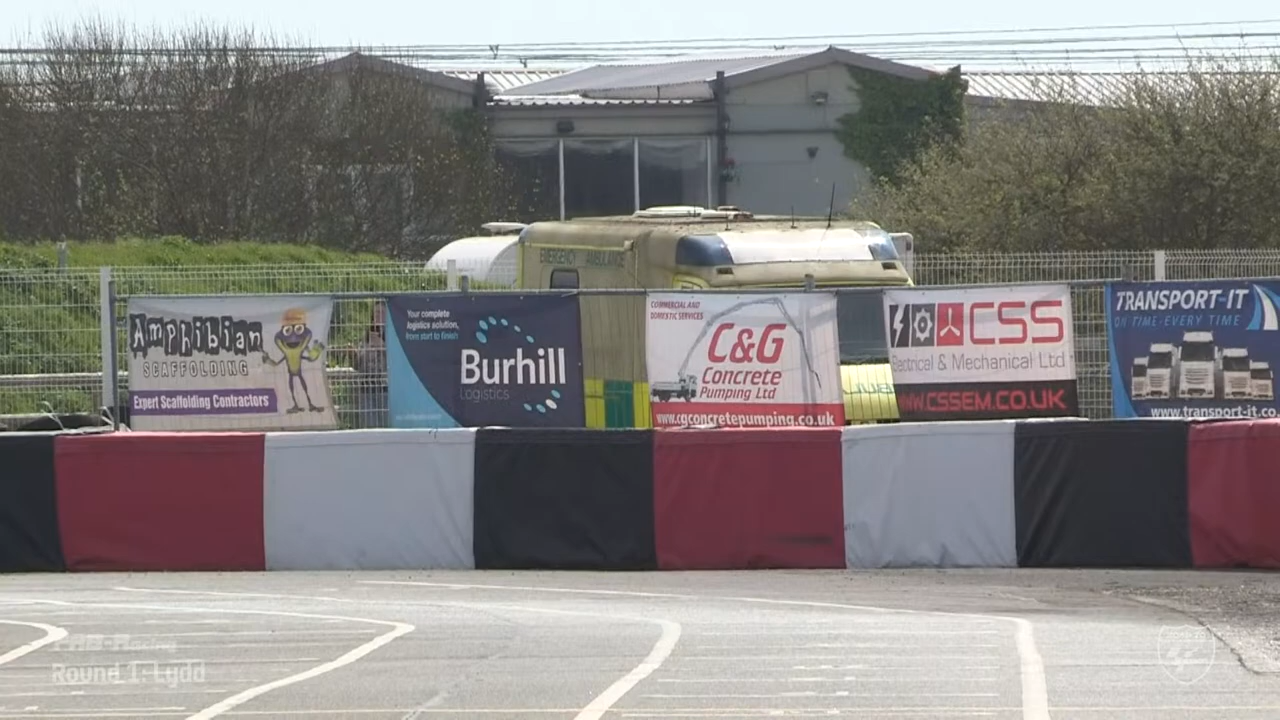 EMERGENCY AMBULANCE
Amphibian
SCAFFOLDING
Expert Scaffolding Contractors
Your complete
logistics solution,
from start to finish
Burhill
Logistics
COMMERCIAL AND
DOMESTIC SERVICES
C&G
Concrete
Pumping Ltd
www.cgconcretepumping.co.uk
CSS
Electrical & Mechanical Ltd
WWW.CSSEM.CO.UK
TRANSPORT-IT
ON-TIME-EVERY TIME
www.transport-it.co
Round 1: Lydd